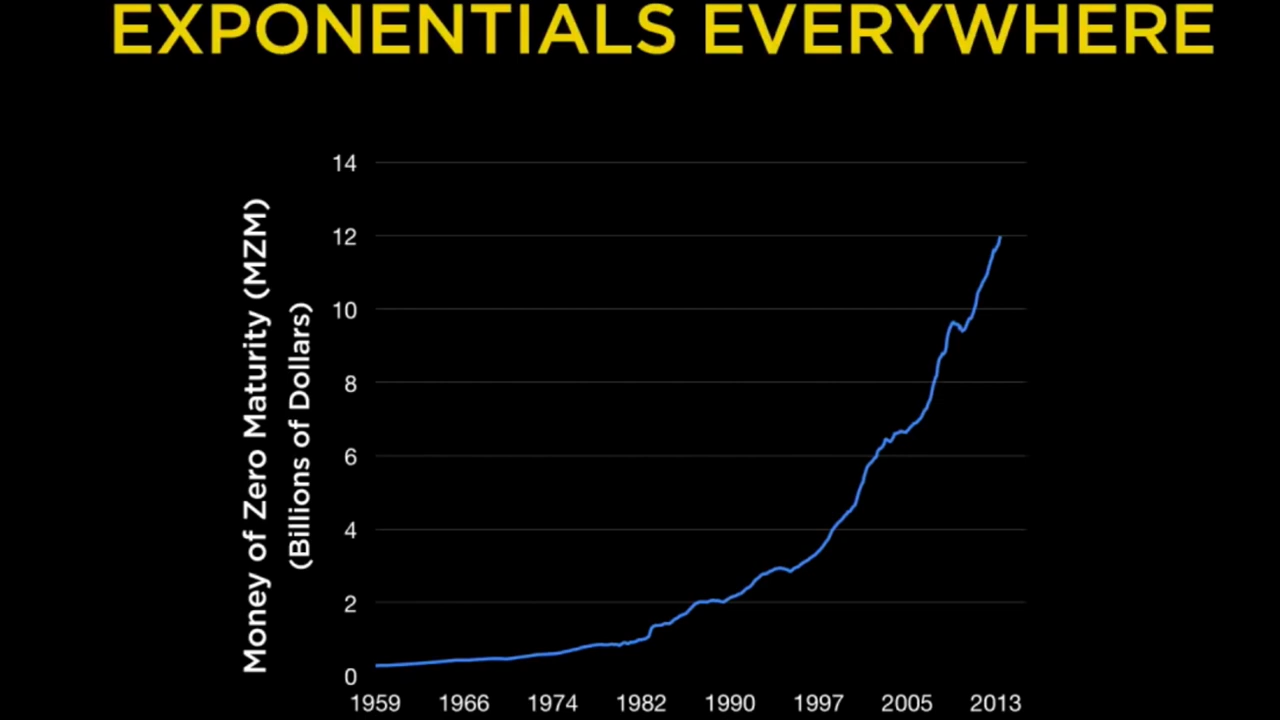 EXPONENTIALS EVERYWHERE
Money of Zero Maturity (MZM)
(Billions of Dollars)
14
12
10
8
6
4
2
0
1959 1966 1974 1982 1990 1997 2005 2013